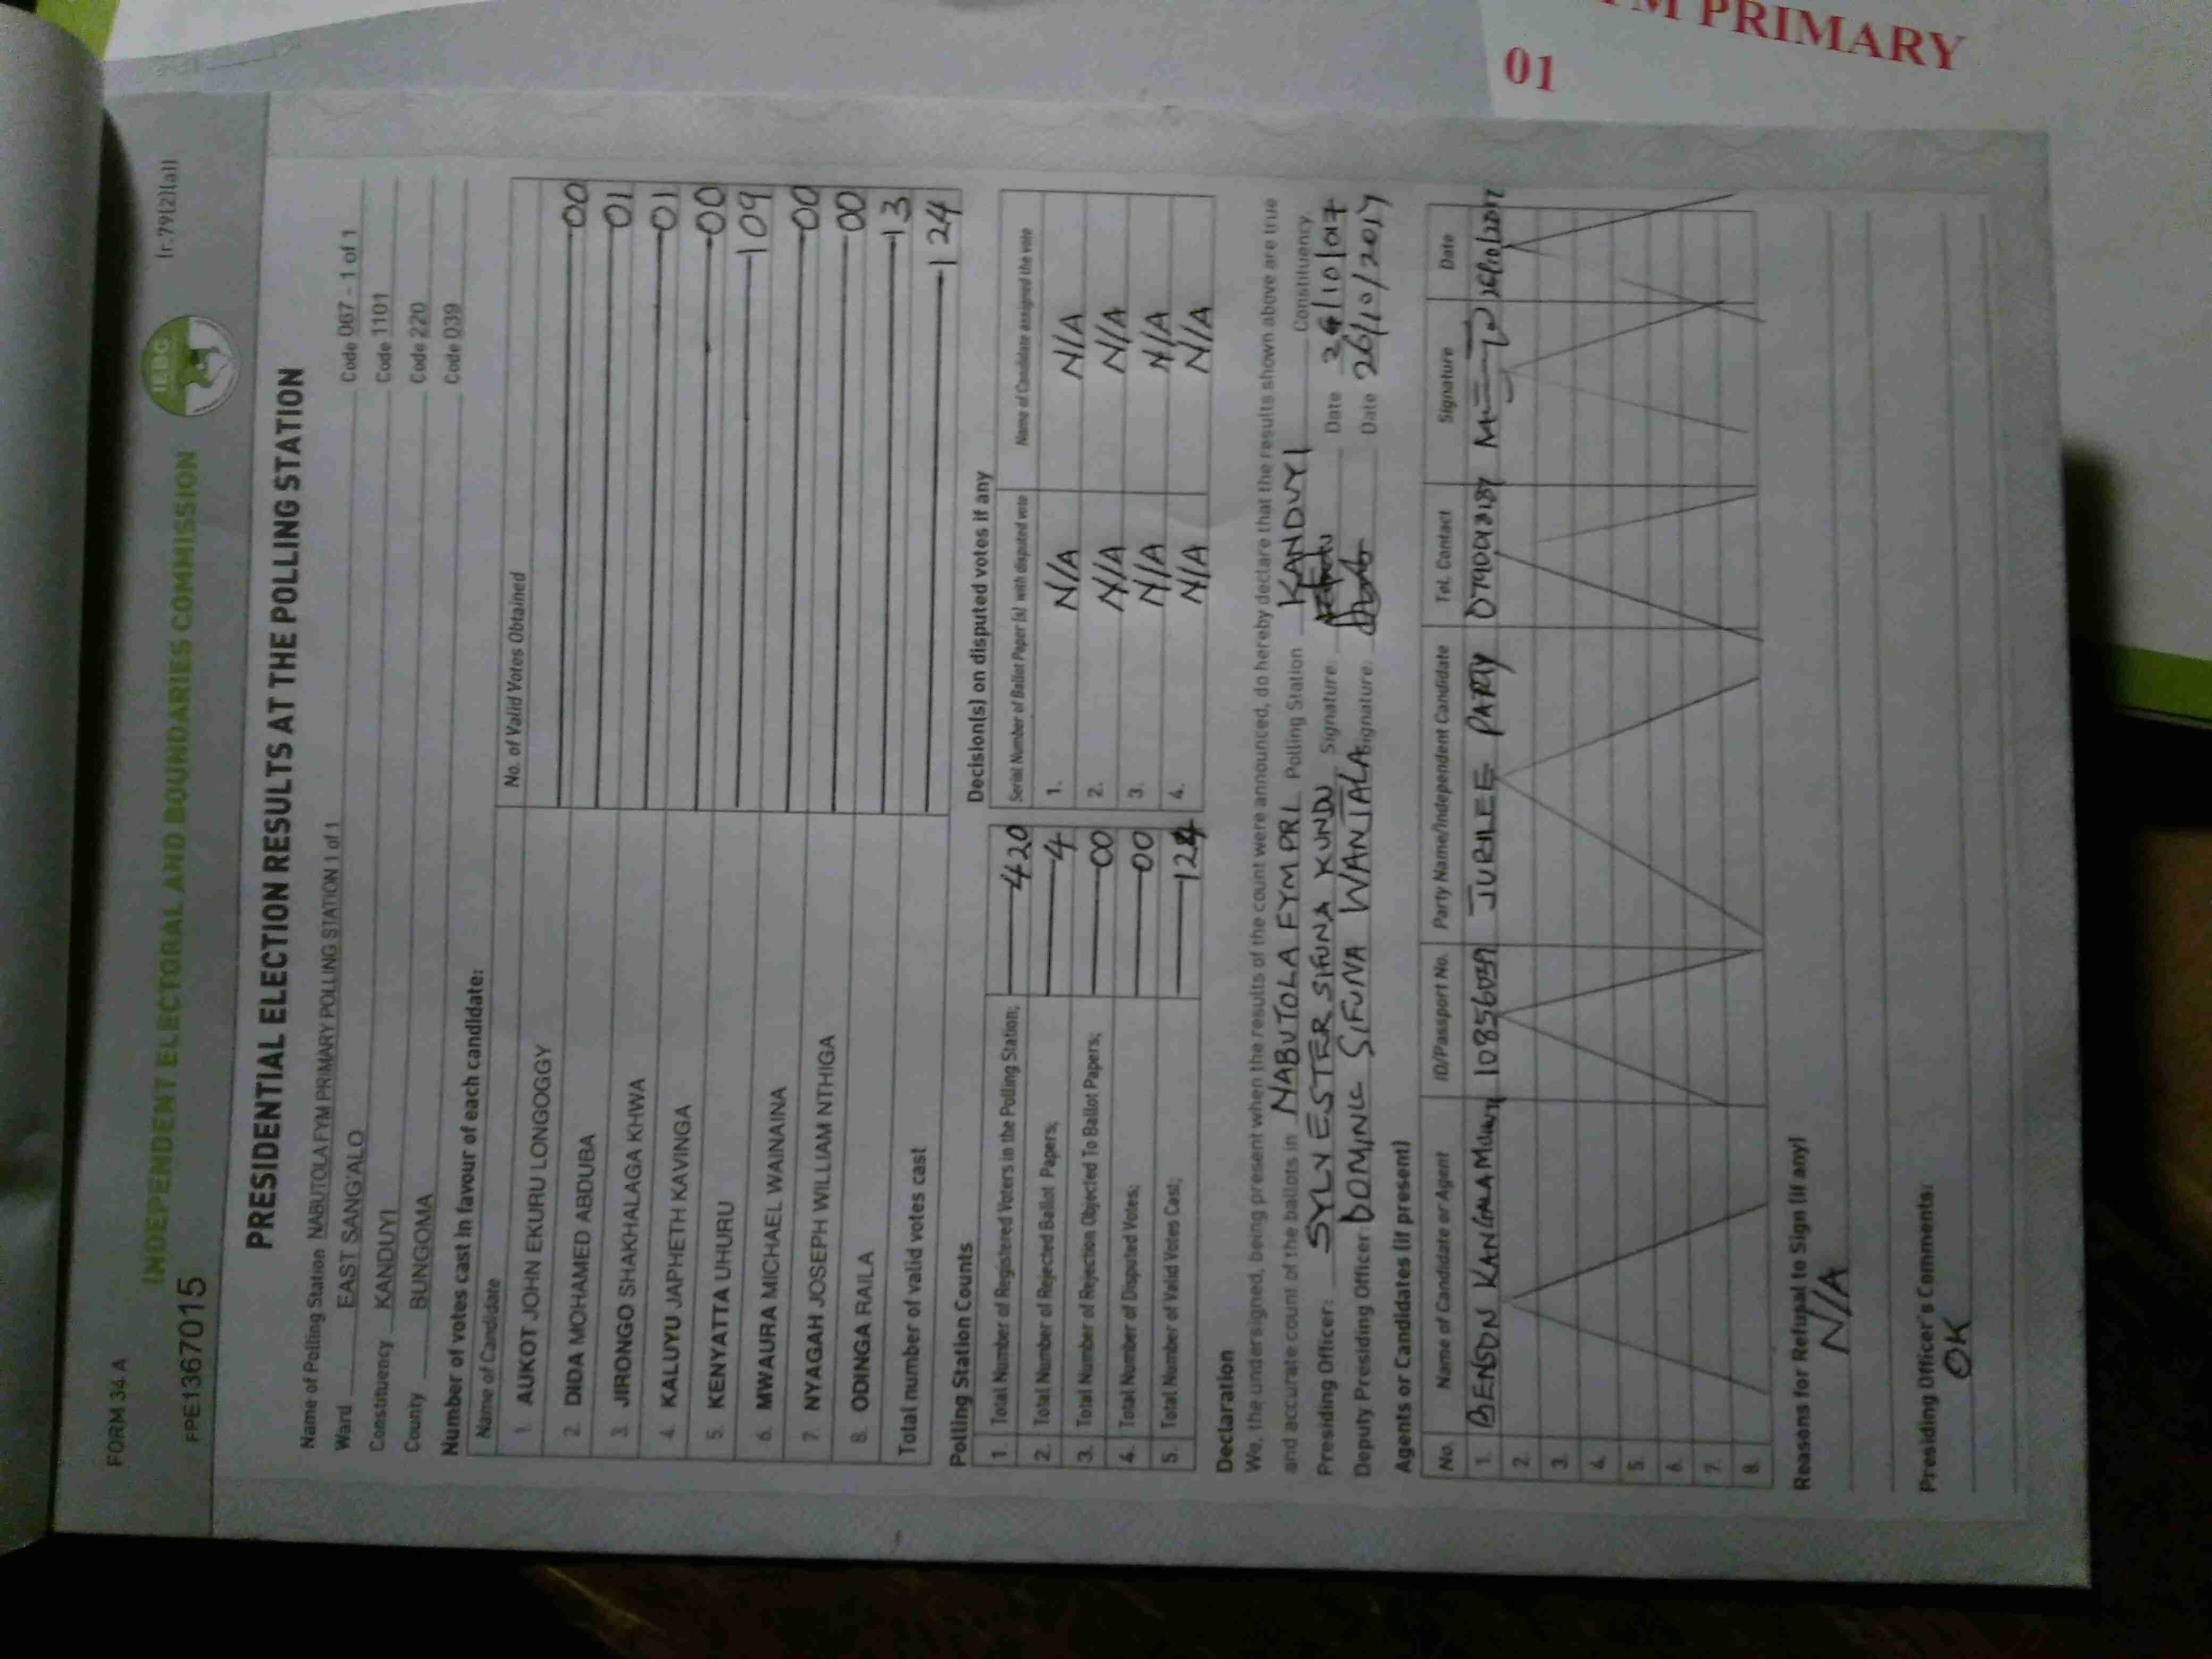 FORM 34 A
INDEPENDENT ELECTORAL AND BOUNDARIES COMMISSION
IEBC
(r.79(2)(a))
FPE1367015
PRESIDENTIAL ELECTION RESULTS AT THE POLLING STATION
Name of Polling Station NABUTOLA FYM PRIMARY POLLING STATION 1 of 1 Code 067 - 1 of 1
Ward EAST SANG'ALO Code 1101
Constituency KANDUYI Code 220
County BUNGOMA Code 039
Number of votes cast in favour of each candidate:
Name of Candidate No. of Valid Votes Obtained
1. AUKOT JOHN EKURU LONGOGGY 00
2. DIDA MOHAMED ABDUBA 01
3. JIRONGO SHAKHALAGA KHWA 01
4. KALUYU JAPHETH KAVINGA 00
5. KENYATTA UHURU 109
6. MWAURA MICHAEL WAINAINA 00
7. NYAGAH JOSEPH WILLIAM NTHIGA 00
8. ODINGA RAILA 13
Total number of valid votes cast 124
Polling Station Counts
1. Total Number of Registered Voters in the Polling Station; 420
2. Total Number of Rejected Ballot Papers; 4
3. Total Number of Rejection Objected To Ballot Papers; 00
4. Total Number of Disputed Votes; 00
5. Total Number of Valid Votes Cast; 124
Decision(s) on disputed votes if any
Serial Number of Ballot Paper (s) with disputed vote Name of Candidate assigned the vote
1. N/A N/A
2. N/A N/A
3. N/A N/A
4. N/A N/A
Declaration
We, the undersigned, being present when the results of the count were announced, do hereby declare that the results shown above are true
and accurate count of the ballots in NABUTOLA FYM PRI Polling Station KANDUYI Constituency.
Presiding Officer: SYLVESTER SIFUNA KUNDU Signature: Date 26/10/017
Deputy Presiding Officer: DOMINIC SIFUNA WANJALA Signature: Date 26/10/2017
Agents or Candidates (if present)
No. Name of Candidate or Agent ID/Passport No. Party Name/Independent Candidate Tel. Contact Signature Date
1. BENSON KANGALA 10856039 JUBILEE PARTY 26/10/2017
2.
3.
4.
5.
6.
7.
8.
Reasons for Refusal to Sign (if any)
N/A
Presiding Officer's Comments:
OK
PRIMARY
01